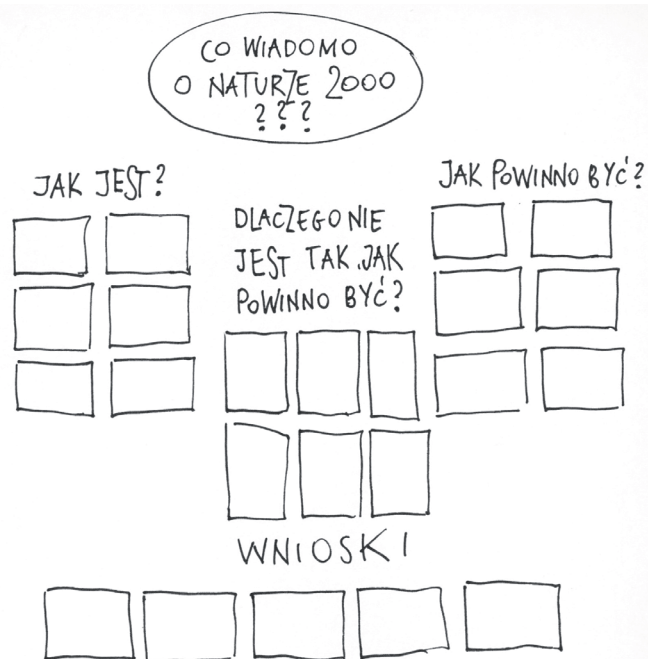 CO WIADOMO
O NATURZE 2000
? ? ?
JAK JEST?
DLACZEGO NIE
JEST TAK, JAK
POWINNO BYĆ?
JAK POWINNO BYĆ?
WNIOSKI